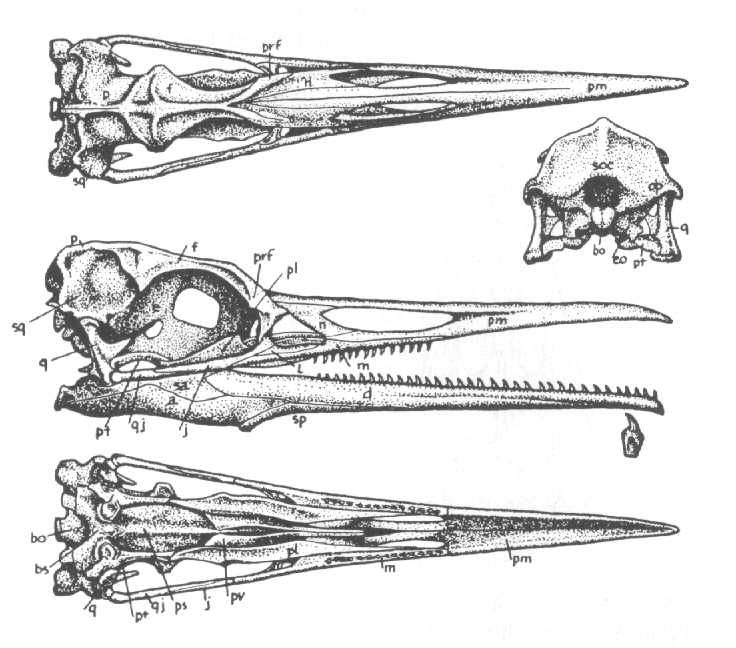 prf
p
f
H
pm
sq
soc
op
q
bo
eo
pt
p
f
prf
pl
sq
n
pm
q
l
m
sa
a
d
pt
qj
j
sp
bo
bs
pl
m
pm
q
pt
qj
ps
j
pv